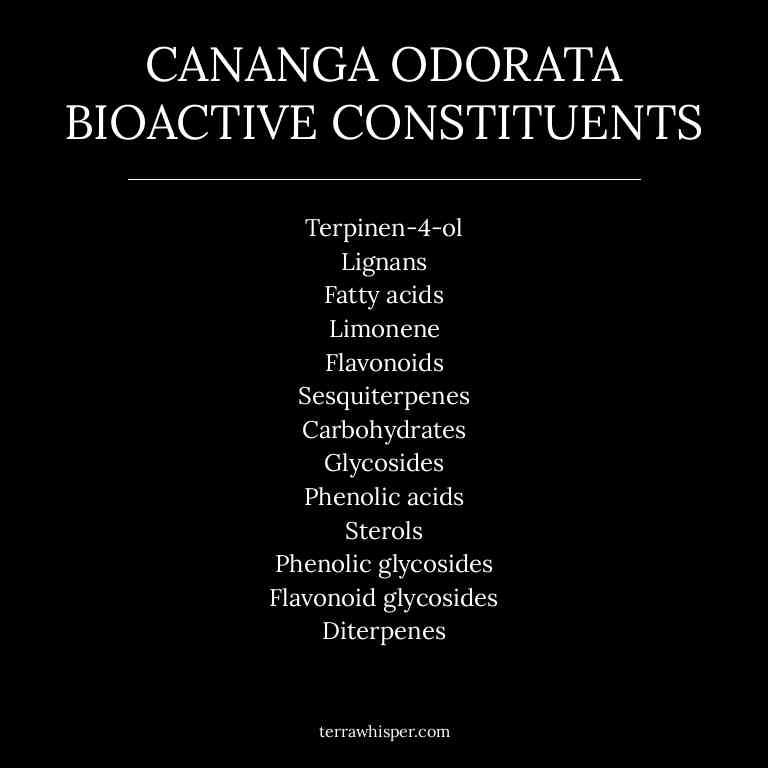 CANANGA ODORATA
BIOACTIVE CONSTITUENTS
Terpinen-4-ol
Lignans
Fatty acids
Limonene
Flavonoids
Sesquiterpenes
Carbohydrates
Glycosides
Phenolic acids
Sterols
Phenolic glycosides
Flavonoid glycosides
Diterpenes
terrawhisper.com